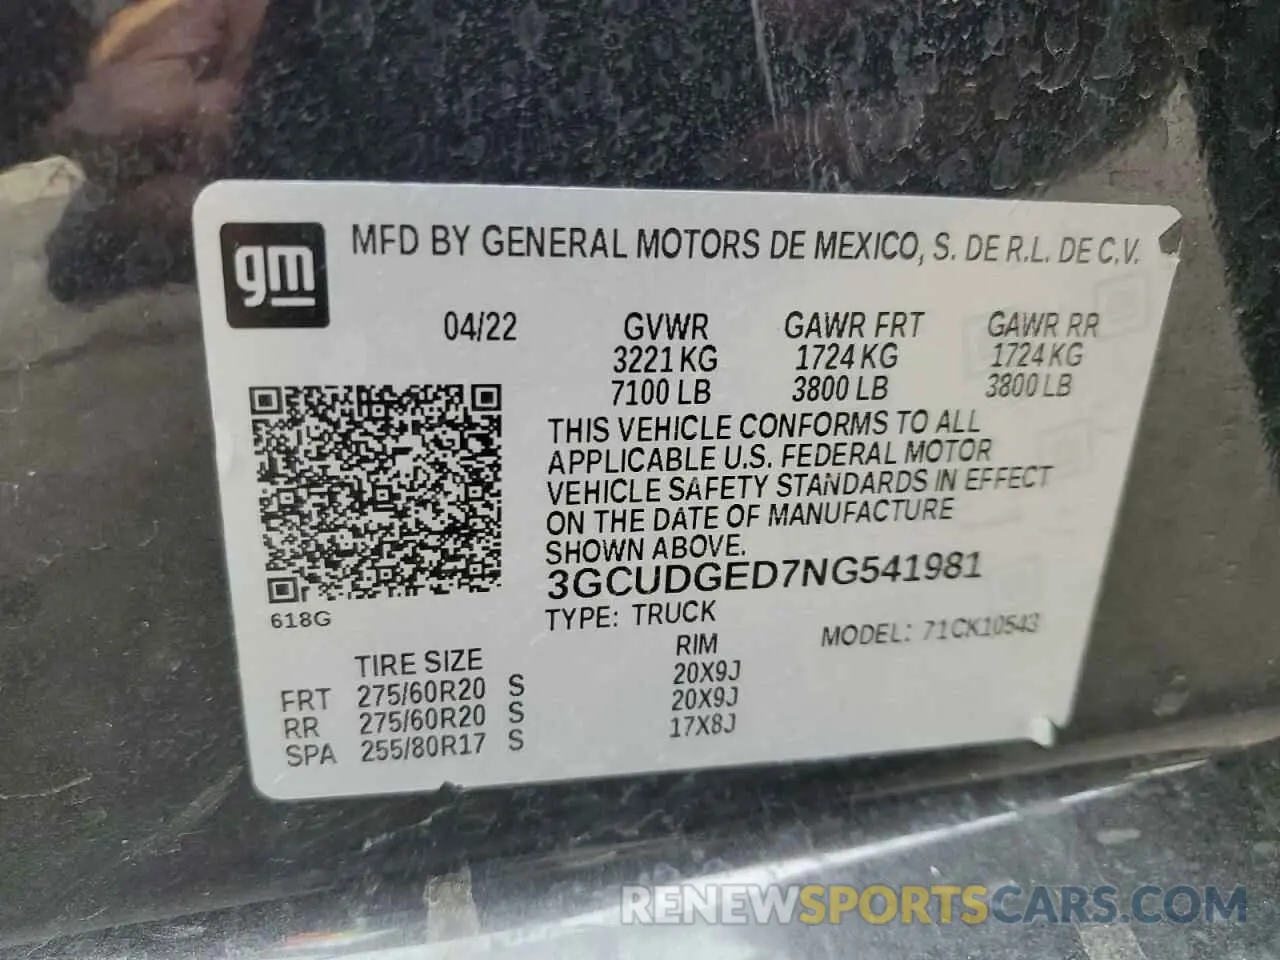 gm
MFD BY GENERAL MOTORS DE MEXICO, S. DE R.L. DE C.V.
04/22 GVWR GAWR FRT GAWR RR
3221 KG 1724 KG 1724 KG
7100 LB 3800 LB 3800 LB
THIS VEHICLE CONFORMS TO ALL
APPLICABLE U.S. FEDERAL MOTOR
VEHICLE SAFETY STANDARDS IN EFFECT
ON THE DATE OF MANUFACTURE
SHOWN ABOVE.
3GCUDGED7NG541981
618G
TYPE: TRUCK
MODEL: 71CK10543
TIRE SIZE RIM
FRT 275/60R20 S 20X9J
RR 275/60R20 S 20X9J
SPA 255/80R17 S 17X8J
RENEWSPORTSCARS.COM